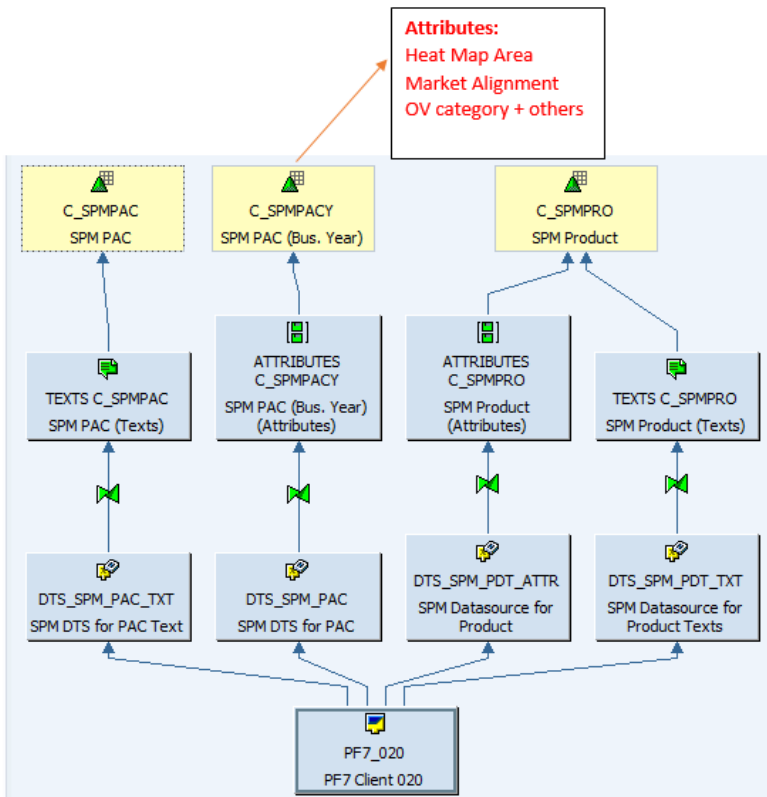 Attributes:
Heat Map Area
Market Alignment
OV category + others
C_SPMPAC
SPM PAC
C_SPMPACY
SPM PAC (Bus. Year)
C_SPMPRO
SPM Product
TEXTS C_SPMPAC
SPM PAC (Texts)
ATTRIBUTES
C_SPMPACY
SPM PAC (Bus. Year)
(Attributes)
ATTRIBUTES
C_SPMPRO
SPM Product
(Attributes)
TEXTS C_SPMPRO
SPM Product (Texts)
DTS_SPM_PAC_TXT
SPM DTS for PAC Text
DTS_SPM_PAC
SPM DTS for PAC
DTS_SPM_PDT_ATTR
SPM Datasource for
Product
DTS_SPM_PDT_TXT
SPM Datasource for
Product Texts
PF7_020
PF7 Client 020